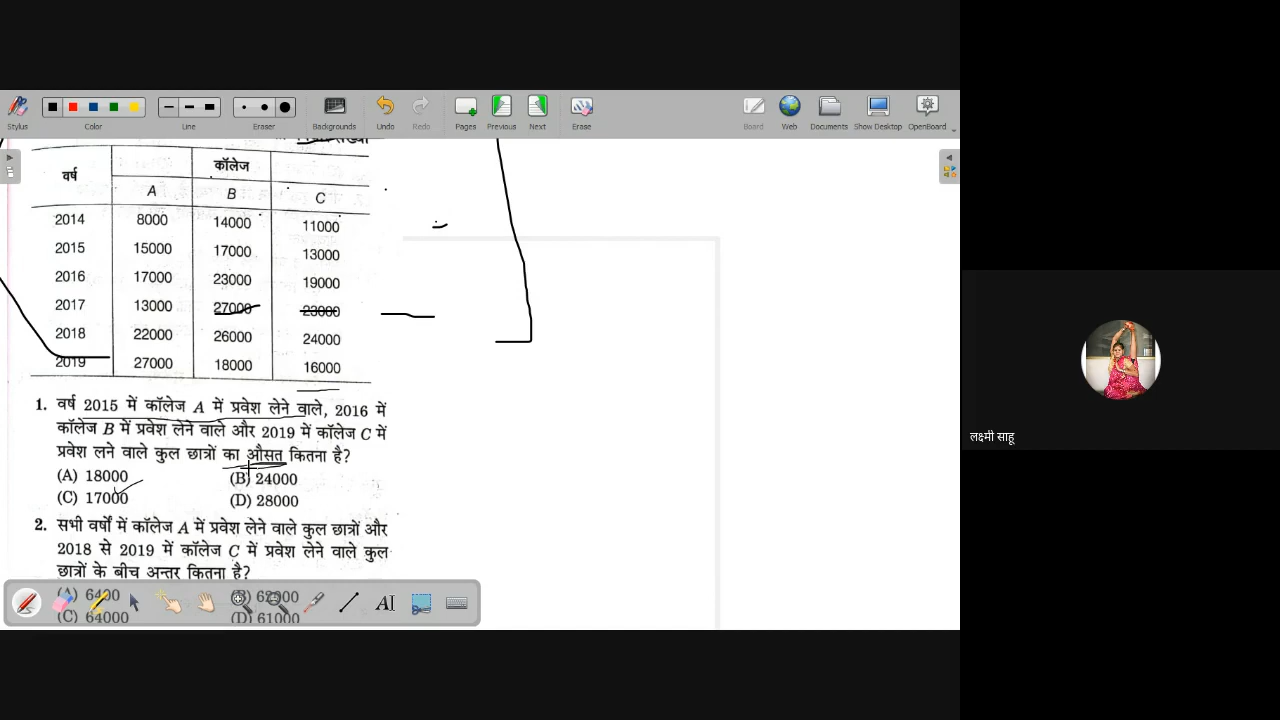 Stylus Color Line Eraser Backgrounds Undo Redo Pages Previous Next Erase Board Web Documents Show Desktop OpenBoard
संख्या
वर्ष कॉलेज
A B C
2014 8000 14000 11000
2015 15000 17000 13000
2016 17000 23000 19000
2017 13000 27000 23000
2018 22000 26000 24000
2019 27000 18000 16000
1. वर्ष 2015 में कॉलेज A में प्रवेश लेने वाले, 2016 में
कॉलेज B में प्रवेश लेने वाले और 2019 में कॉलेज C में
प्रवेश लने वाले कुल छात्रों का औसत कितना है?
(A) 18000 (B) 24000
(C) 17000 (D) 28000
2. सभी वर्षों में कॉलेज A में प्रवेश लेने वाले कुल छात्रों और
2018 से 2019 में कॉलेज C में प्रवेश लेने वाले कुल
छात्रों के बीच अन्तर कितना है?
(A) 6400 (B) 62000
(C) 64000 (D) 61000
लक्ष्मी साहू